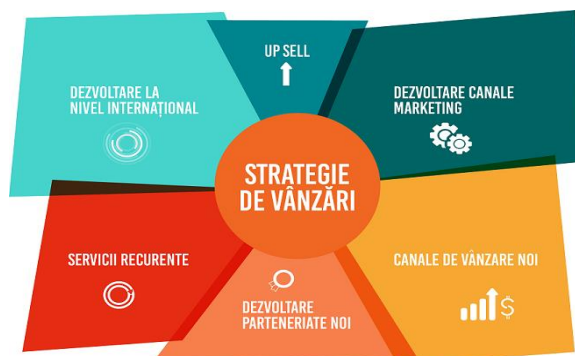 UP SELL
DEZVOLTARE LA
NIVEL INTERNAȚIONAL
DEZVOLTARE CANALE
MARKETING
STRATEGIE
DE VÂNZĂRI
SERVICII RECURENTE
CANALE DE VÂNZARE NOI
DEZVOLTARE
PARTENERIATE NOI
$